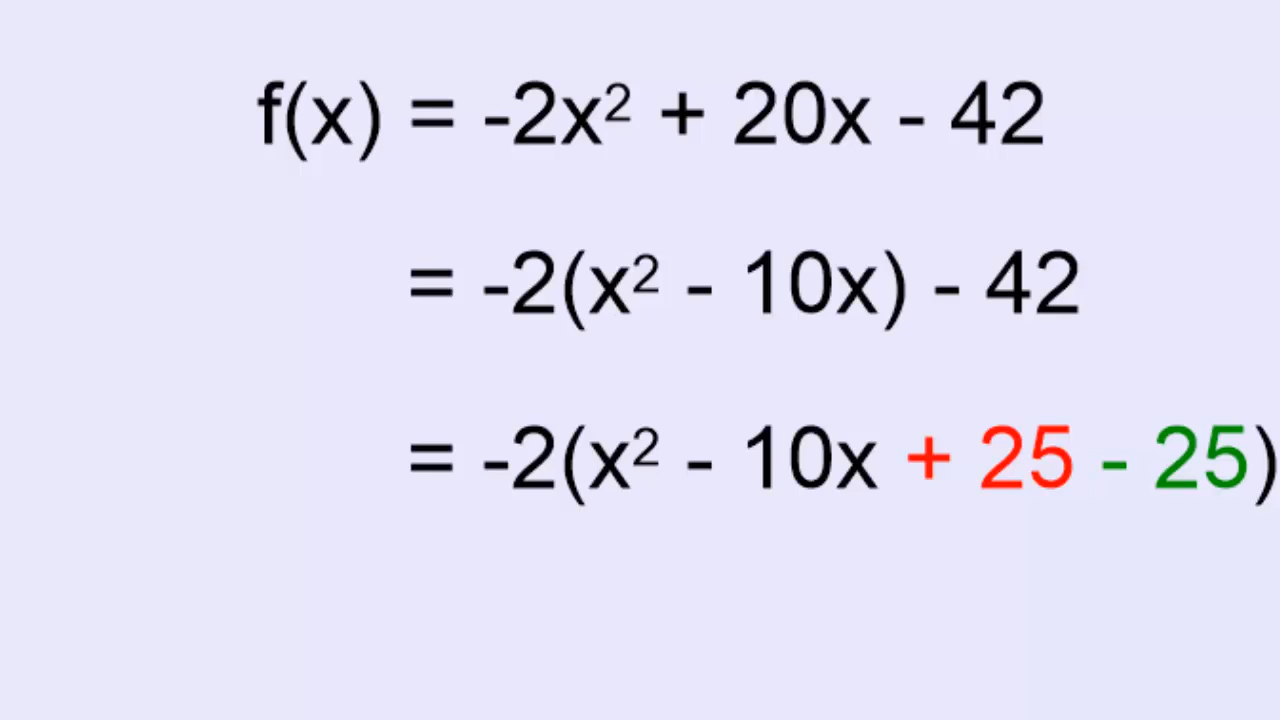 f(x) = -2x² + 20x - 42
= -2(x² - 10x) - 42
= -2(x² - 10x + 25 - 25)